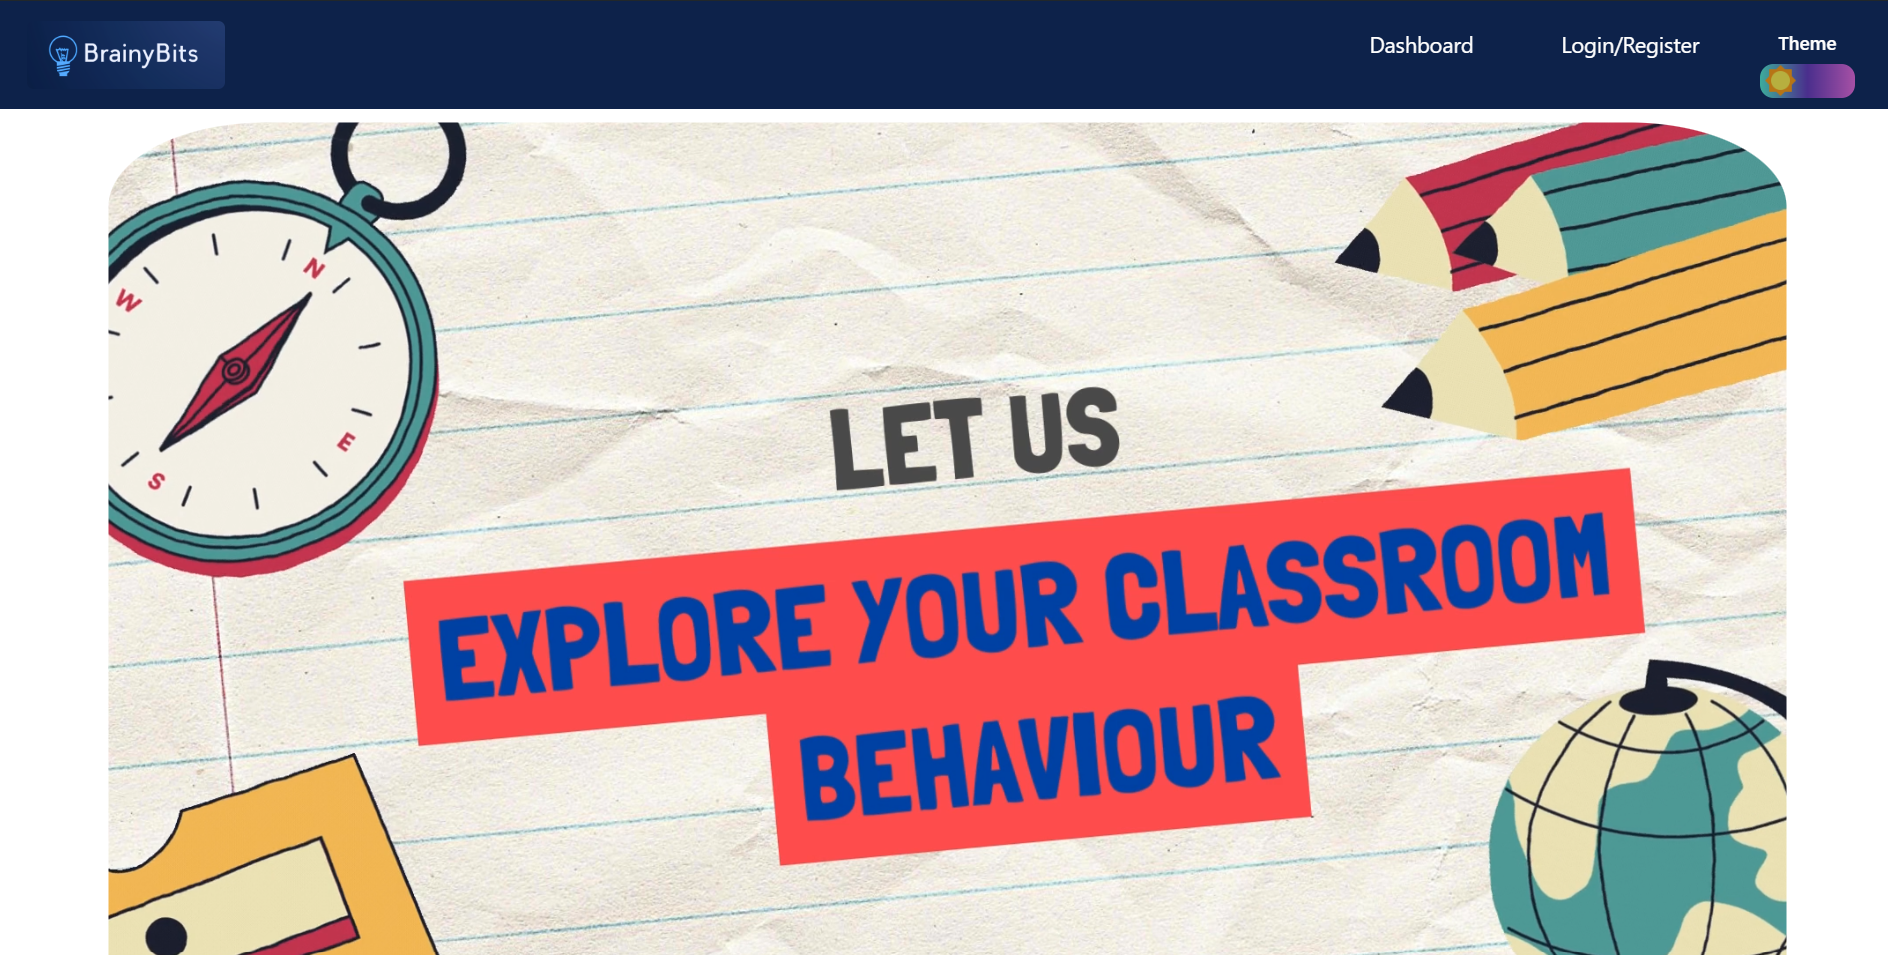 BrainyBits
Dashboard
Login/Register
Theme
N
W
E
S
LET US
EXPLORE YOUR CLASSROOM
BEHAVIOUR